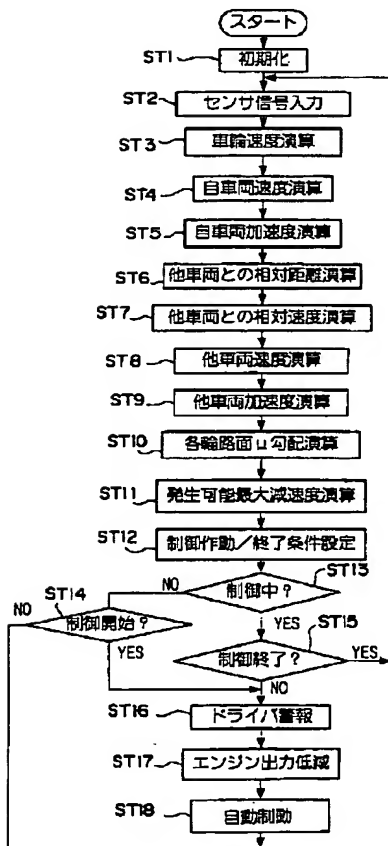 スタート
ST1 初期化
ST2 センサ信号入力
ST3 車輪速度演算
ST4 自車両速度演算
ST5 自車両加速度演算
ST6 他車両との相対距離演算
ST7 他車両との相対速度演算
ST8 他車両速度演算
ST9 他車両加速度演算
ST10 各輪路面μ勾配演算
ST11 発生可能最大減速度演算
ST12 制御作動/終了条件設定
ST13
NO 制御中?
ST14 YES ST15
NO 制御開始? 制御終了? YES
YES NO
ST16 ドライバ警報
ST17 エンジン出力低減
ST18 自動制動